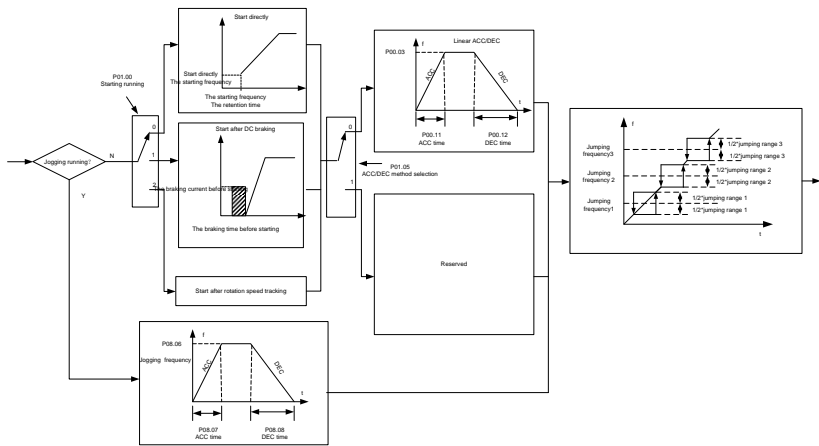 Start directly
Start directly
The starting frequency
The starting frequency
The retention time
P01.00
Starting running
Jogging running?
N
Y
0
1
2
Start after DC braking
The braking current before starting
The braking time before starting
Start after rotation speed tracking
0
1
P01.05
ACC/DEC method selection
P00.03
f
Linear ACC/DEC
ACC
DEC
t
P00.11
ACC time
P00.12
DEC time
Reserved
P08.06
Jogging frequency
f
ACC
DEC
t
P08.07
ACC time
P08.08
DEC time
f
Jumping
frequency3
Jumping
frequency 2
Jumping
frequency1
1/2*jumping range 3
1/2*jumping range 3
1/2*jumping range 2
1/2*jumping range 2
1/2*jumping range 1
1/2*jumping range 1
t